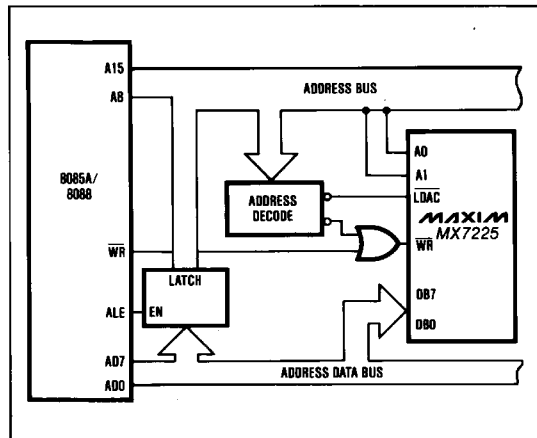 A15
ADDRESS BUS
A8
8085A/
8088
A0
A1
ADDRESS
DECODE
LDAC
MAXIM
MX7225
WR
WR
LATCH
ALE
EN
DB7
DB0
AD7
AD0
ADDRESS DATA BUS